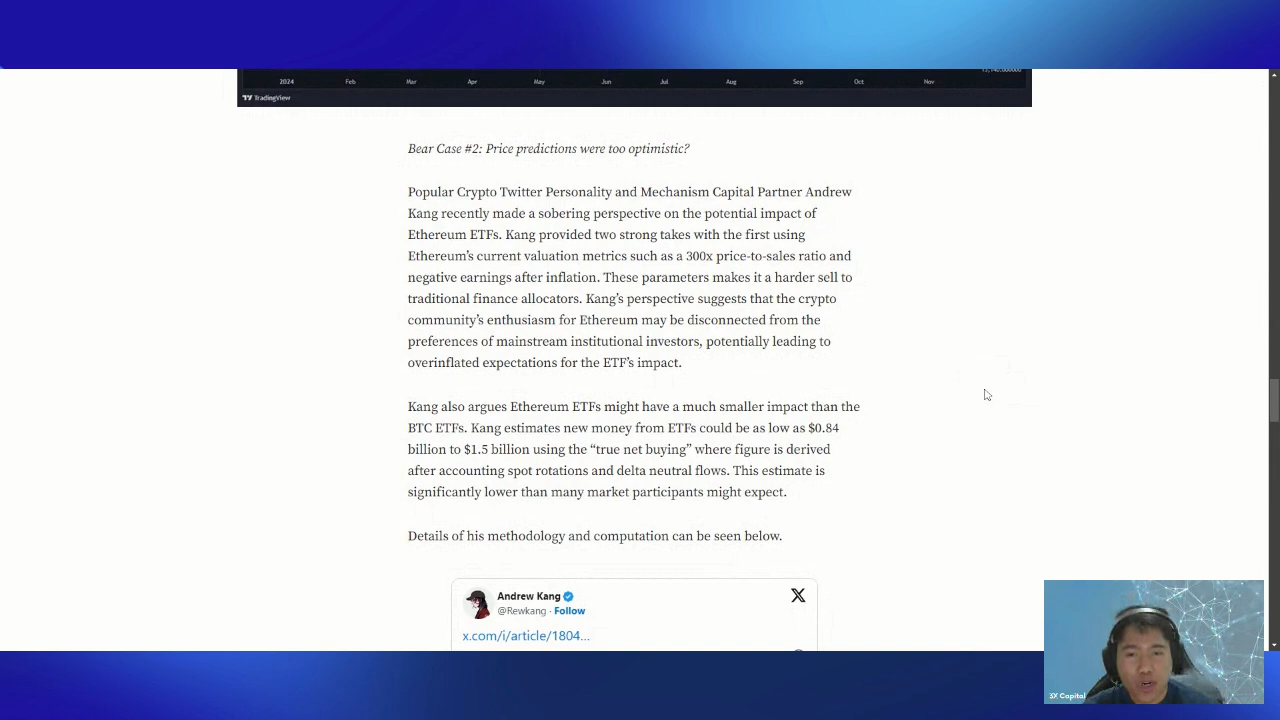 2024 Feb Mar Apr May Jun Jul Aug Sep Oct Nov
TradingView
Bear Case #2: Price predictions were too optimistic?
Popular Crypto Twitter Personality and Mechanism Capital Partner Andrew
Kang recently made a sobering perspective on the potential impact of
Ethereum ETFs. Kang provided two strong takes with the first using
Ethereum’s current valuation metrics such as a 300x price-to-sales ratio and
negative earnings after inflation. These parameters makes it a harder sell to
traditional finance allocators. Kang’s perspective suggests that the crypto
community’s enthusiasm for Ethereum may be disconnected from the
preferences of mainstream institutional investors, potentially leading to
overinflated expectations for the ETF’s impact.
Kang also argues Ethereum ETFs might have a much smaller impact than the
BTC ETFs. Kang estimates new money from ETFs could be as low as $0.84
billion to $1.5 billion using the “true net buying” where figure is derived
after accounting spot rotations and delta neutral flows. This estimate is
significantly lower than many market participants might expect.
Details of his methodology and computation can be seen below.
Andrew Kang
@Rewkang · Follow
x.com/i/article/1804...
3X Capital